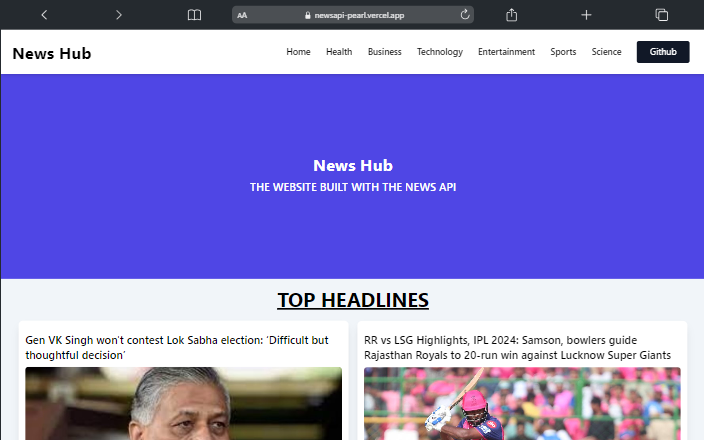 AA newsapi-pearl.vercel.app
News Hub Home Health Business Technology Entertainment Sports Science Github
News Hub
THE WEBSITE BUILT WITH THE NEWS API
TOP HEADLINES
Gen VK Singh won't contest Lok Sabha election: ‘Difficult but
thoughtful decision’
RR vs LSG Highlights, IPL 2024: Samson, bowlers guide
Rajasthan Royals to 20-run win against Lucknow Super Giants